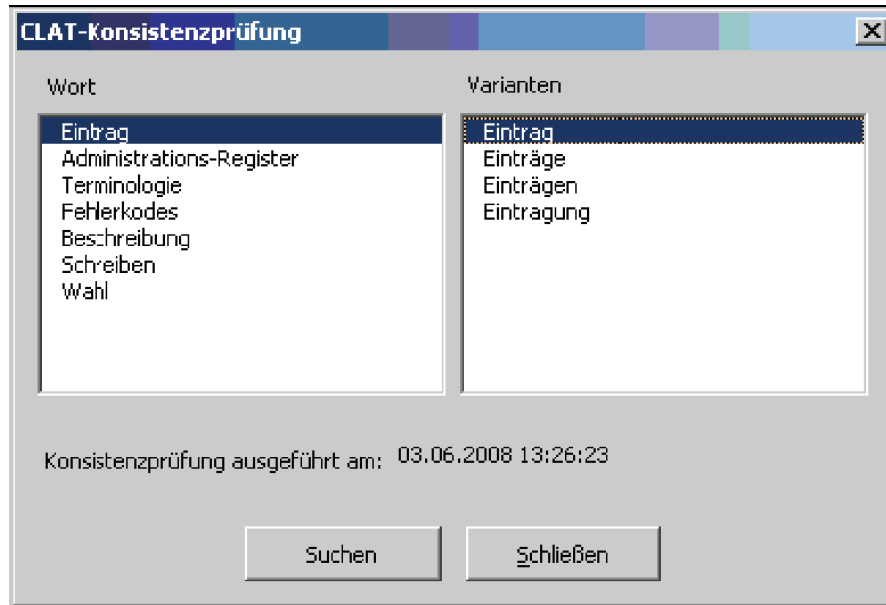 CLAT-Konsistenzprüfung
Wort
Varianten
Eintrag
Administrations-Register
Terminologie
Fehlerkodes
Beschreibung
Schreiben
Wahl
Eintrag
Einträge
Einträgen
Eintragung
Konsistenzprüfung ausgeführt am: 03.06.2008 13:26:23
Suchen
Schließen